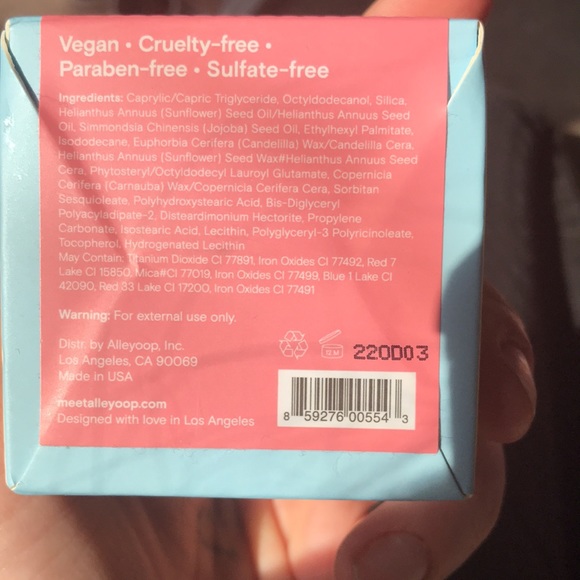 Vegan • Cruelty-free •
Paraben-free • Sulfate-free
Ingredients: Caprylic/Capric Triglyceride, Octyldodecanol, Silica,
Helianthus Annuus (Sunflower) Seed Oil/Helianthus Annuus Seed
Oil, Simmondsia Chinensis (Jojoba) Seed Oil, Ethylhexyl Palmitate,
Isododecane, Euphorbia Cerifera (Candelilla) Wax/Candelilla Cera,
Helianthus Annuus (Sunflower) Seed Wax#Helianthus Annuus Seed
Cera, Phytosteryl/Octyldodecyl Lauroyl Glutamate, Copernicia
Cerifera (Carnauba) Wax/Copernicia Cerifera Cera, Sorbitan
Sesquioleate, Polyhydroxystearic Acid, Bis-Diglyceryl
Polyacyladipate-2, Disteardimonium Hectorite, Propylene
Carbonate, Isostearic Acid, Lecithin, Polyglyceryl-3 Polyricinoleate,
Tocopherol, Hydrogenated Lecithin
May Contain: Titanium Dioxide CI 77891, Iron Oxides CI 77492, Red 7
Lake CI 15850, Mica#CI 77019, Iron Oxides CI 77499, Blue 1 Lake CI
42090, Red 33 Lake CI 17200, Iron Oxides CI 77491
Warning: For external use only.
Distr. by Alleyoop, Inc.
Los Angeles, CA 90069
Made in USA
12 M
220D03
meetalleyoop.com
Designed with love in Los Angeles
8 59276 00554 3